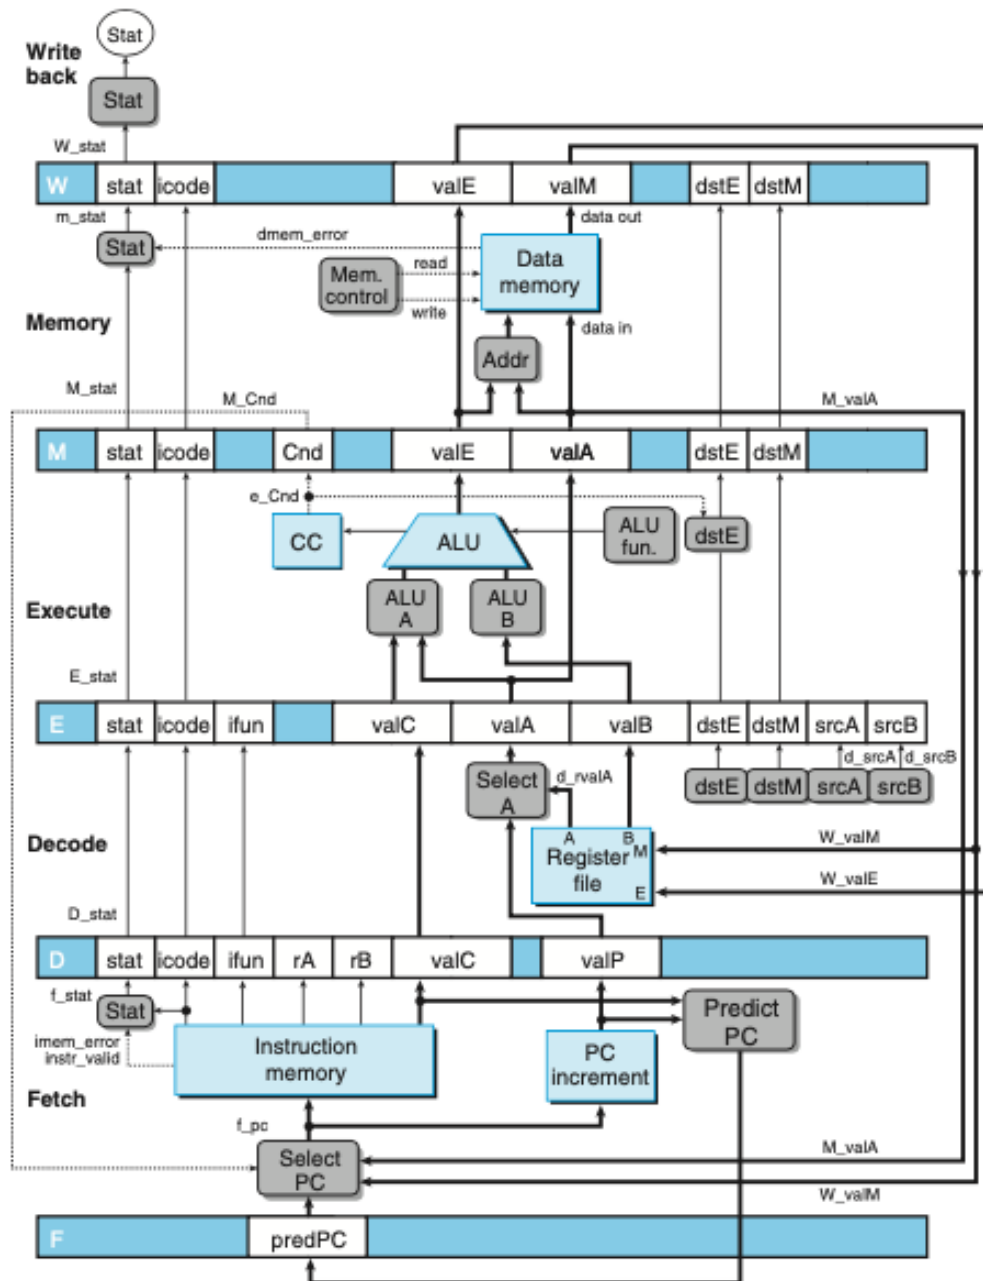 Stat
Write
back
Stat
W_stat
W stat icode valE valM dstE dstM
m_stat
data out
Stat
dmem_error
Data
memory
Mem.
control
read
write
Memory
data in
Addr
M_stat
M_Cnd
M_valA
M stat icode Cnd valE valA dstE dstM
e_Cnd
CC
ALU
ALU
fun.
dstE
ALU
A
ALU
B
Execute
E_stat
E stat icode ifun valC valA valB dstE dstM srcA srcB
d_srcA d_srcB
Select
A
d_rvalA
dstE dstM srcA srcB
Decode
A B
M
Register
file
E
W_valM
W_valE
D_stat
D stat icode ifun rA rB valC valP
f_stat
Stat
Predict
PC
imem_error
instr_valid
Instruction
memory
PC
increment
Fetch
f_pc
Select
PC
M_valA
W_valM
F predPC